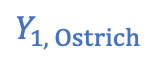 Y1, Ostrich